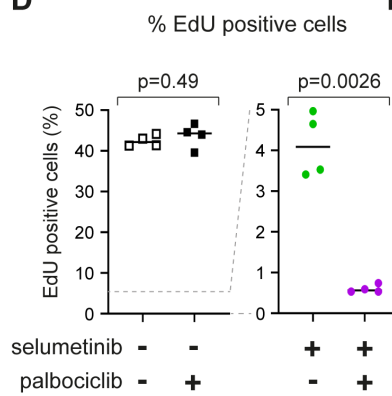 D
% EdU positive cells
p=0.49 p=0.0026
EdU positive cells (%)
50 5
40 4
30 3
20 2
10 1
0 0
selumetinib - - + +
palbociclib - + - +